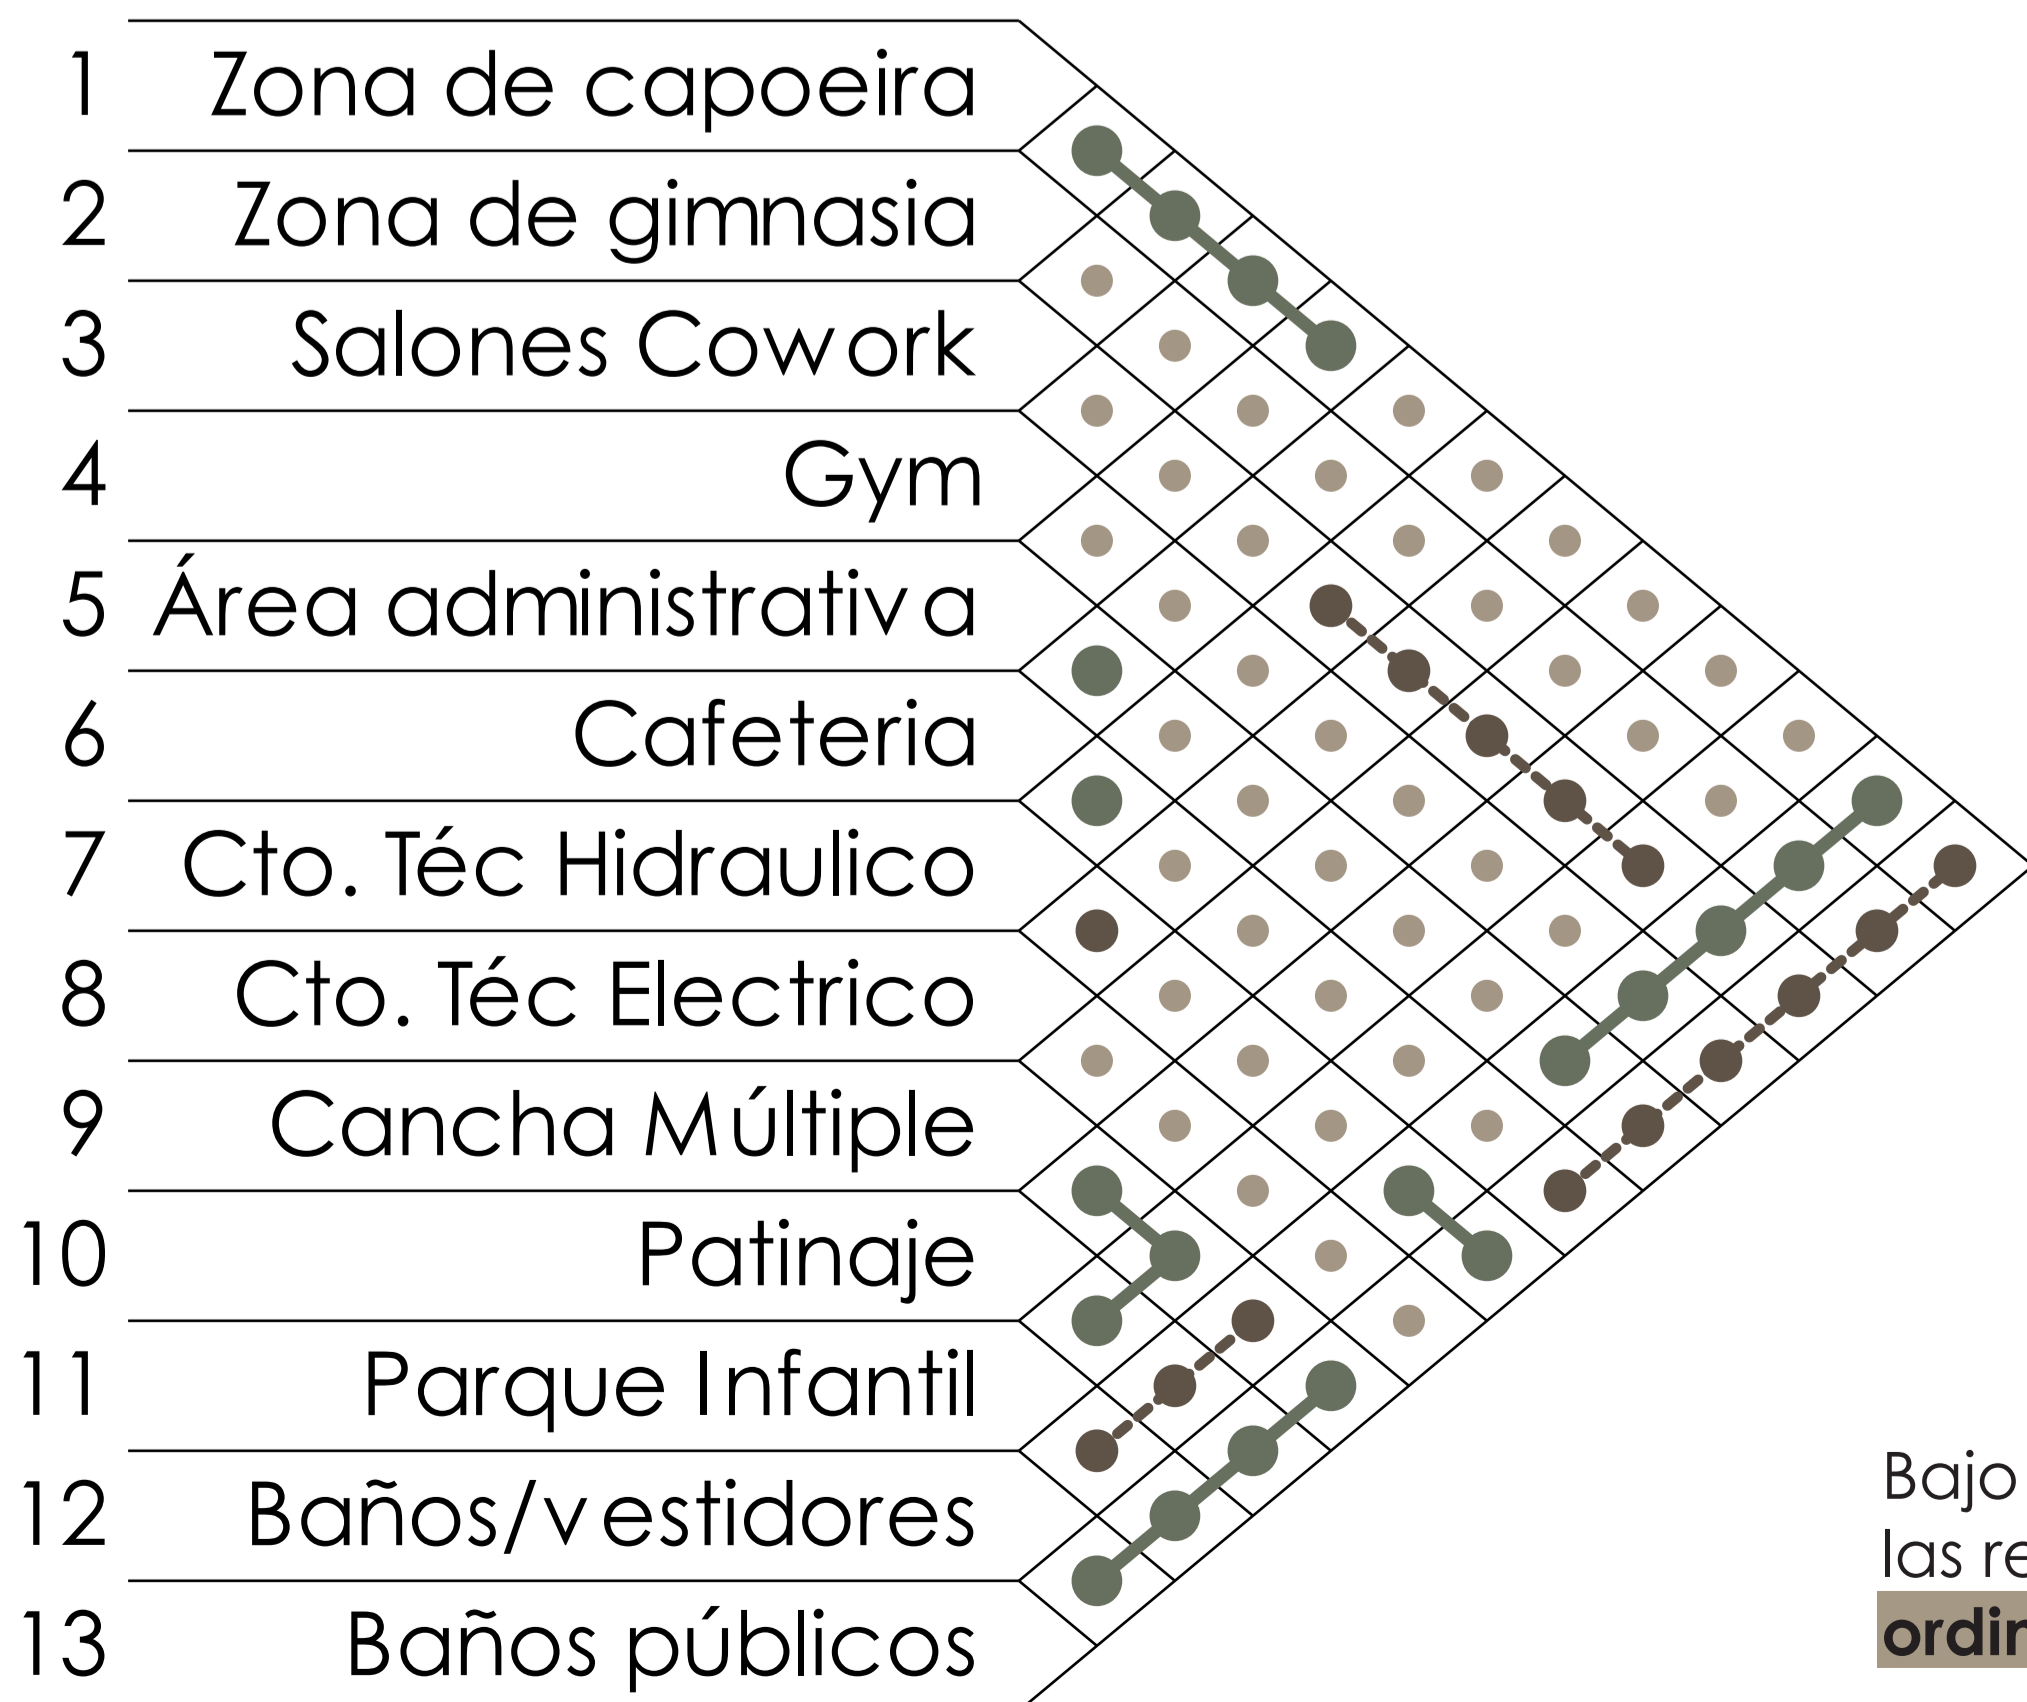 1 Zona de capoeira
2 Zona de gimnasia
3 Salones Cowork
4 Gym
5 Área administrativa
6 Cafeteria
7 Cto. Téc Hidraulico
8 Cto. Téc Electrico
9 Cancha Múltiple
10 Patinaje
11 Parque Infantil
12 Baños/vestidores
13 Baños públicos
Bajo
las